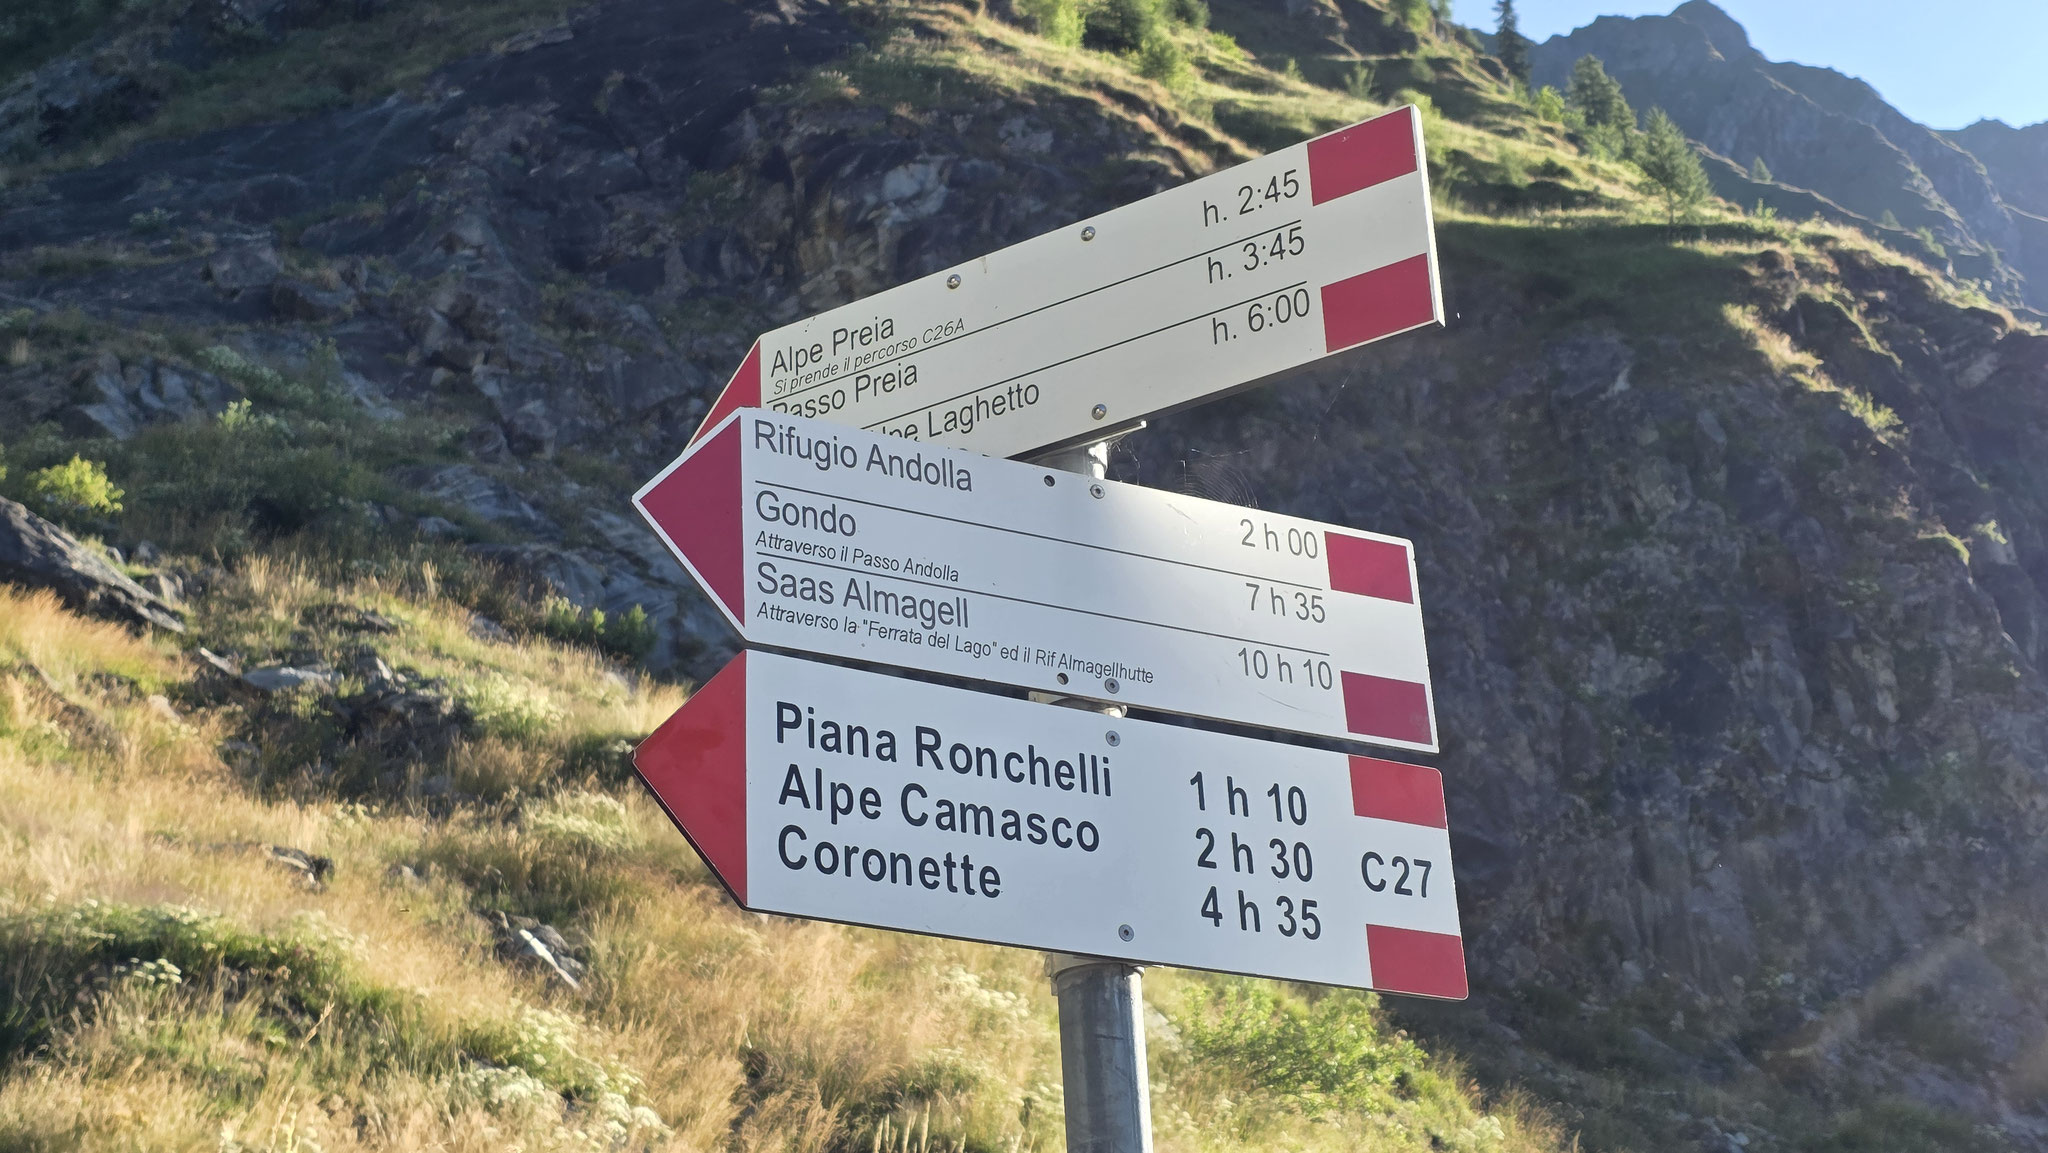 Alpe Preia h. 2:45
Si prende il percorso C26A
Passo Preia h. 3:45
Laghetto h. 6:00
Rifugio Andolla 2 h 00
Gondo 7 h 35
Attraverso il Passo Andolla
Saas Almagell 10 h 10
Attraverso la "Ferrata del Lago" ed il Rif Almagellhutte
Piana Ronchelli 1 h 10
Alpe Camasco 2 h 30 C27
Coronette 4 h 35